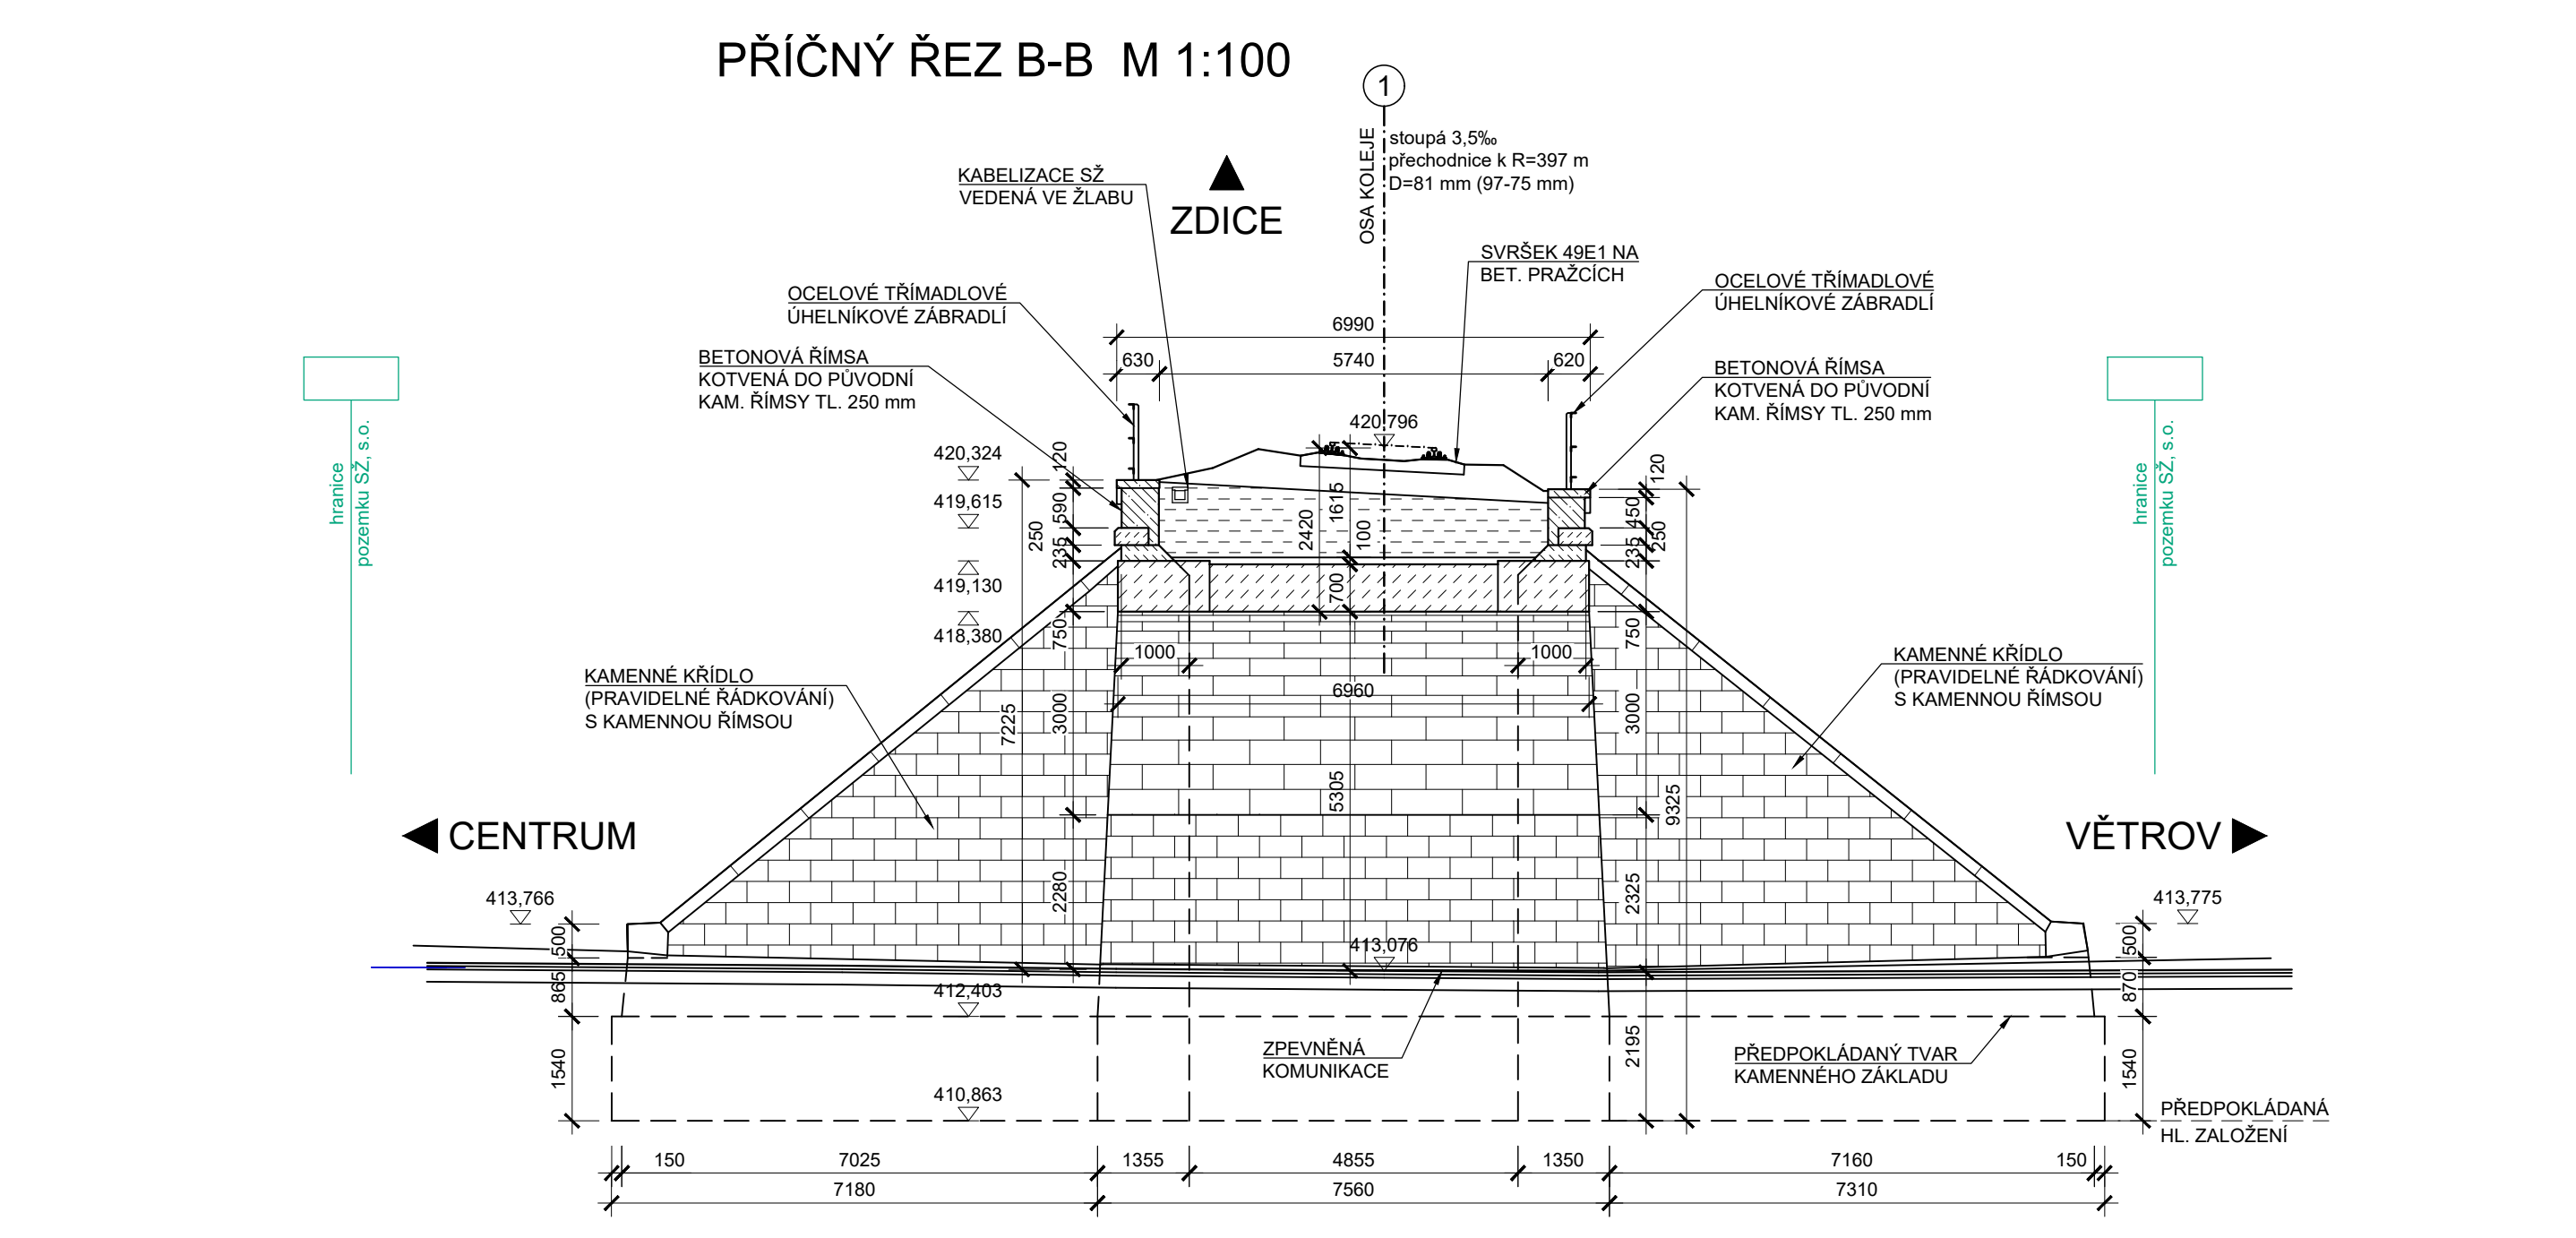 PŘÍČNÝ ŘEZ B-B M 1:100
1
OSA KOLEJE
stoupá 3,5‰
přechodnice k R=397 m
D=81 mm (97-75 mm)
KABELIZACE SŽ
VEDENÁ VE ŽLABU
ZDICE
SVRŠEK 49E1 NA
BET. PRAŽCÍCH
OCELOVÉ TŘÍMADLOVÉ
ÚHELNÍKOVÉ ZÁBRADLÍ
OCELOVÉ TŘÍMADLOVÉ
ÚHELNÍKOVÉ ZÁBRADLÍ
BETONOVÁ ŘÍMSA
KOTVENÁ DO PŮVODNÍ
KAM. ŘÍMSY TL. 250 mm
BETONOVÁ ŘÍMSA
KOTVENÁ DO PŮVODNÍ
KAM. ŘÍMSY TL. 250 mm
6990
630
5740
620
420,796
hranice
pozemku SŽ, s.o.
hranice
pozemku SŽ, s.o.
420,324
419,615
419,130
418,380
120
590
250
235
750
3000
7225
2280
2420
1615
100
700
5305
120
450
250
235
750
3000
9325
2325
2195
1000
1000
6960
KAMENNÉ KŘÍDLO
(PRAVIDELNÉ ŘÁDKOVÁNÍ)
S KAMENNOU ŘÍMSOU
KAMENNÉ KŘÍDLO
(PRAVIDELNÉ ŘÁDKOVÁNÍ)
S KAMENNOU ŘÍMSOU
CENTRUM
VĚTROV
413,766
413,775
500
865
1540
500
870
1540
413,076
412,403
410,863
ZPEVNĚNÁ
KOMUNIKACE
PŘEDPOKLÁDANÝ TVAR
KAMENNÉHO ZÁKLADU
PŘEDPOKLÁDANÁ
HL. ZALOŽENÍ
150
7025
1355
4855
1350
7160
150
7180
7560
7310